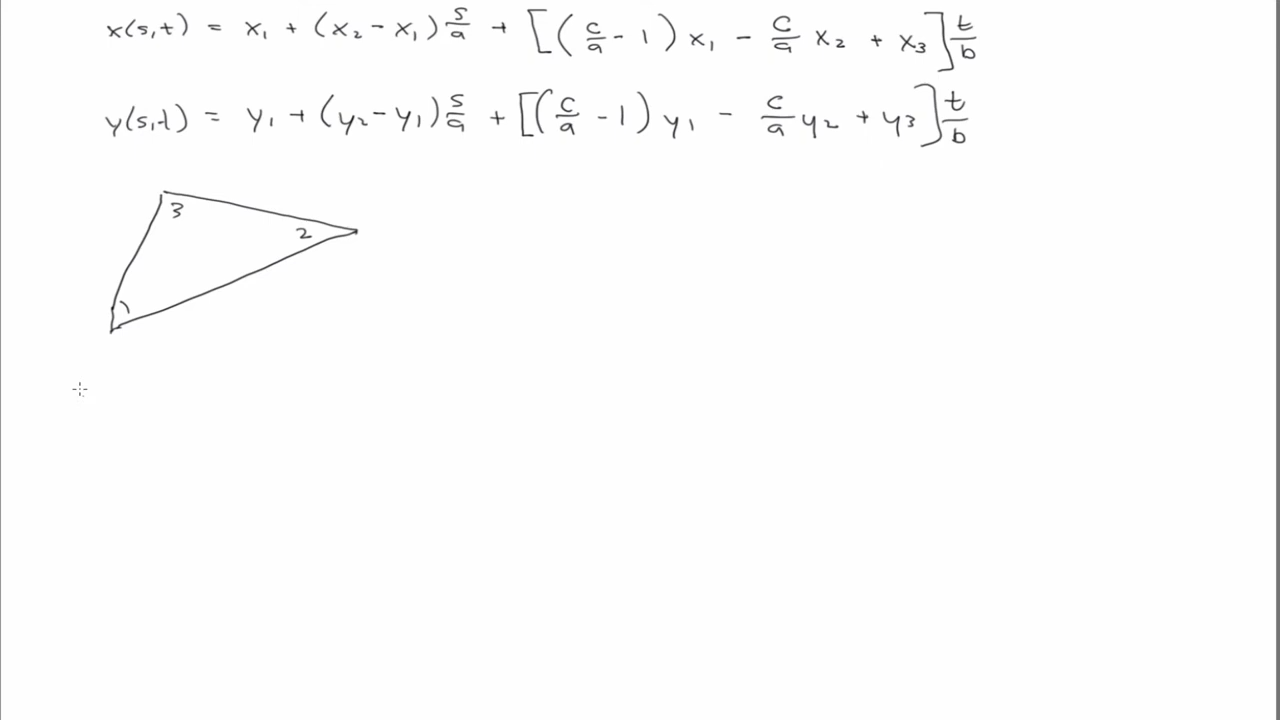 x(s,t) = x₁ + (x₂ - x₁) s/a + [(c/a - 1) x₁ - c/a x₂ + x₃] t/b
y(s,t) = y₁ + (y₂ - y₁) s/a + [(c/a - 1) y₁ - c/a y₂ + y₃] t/b
3
2
1